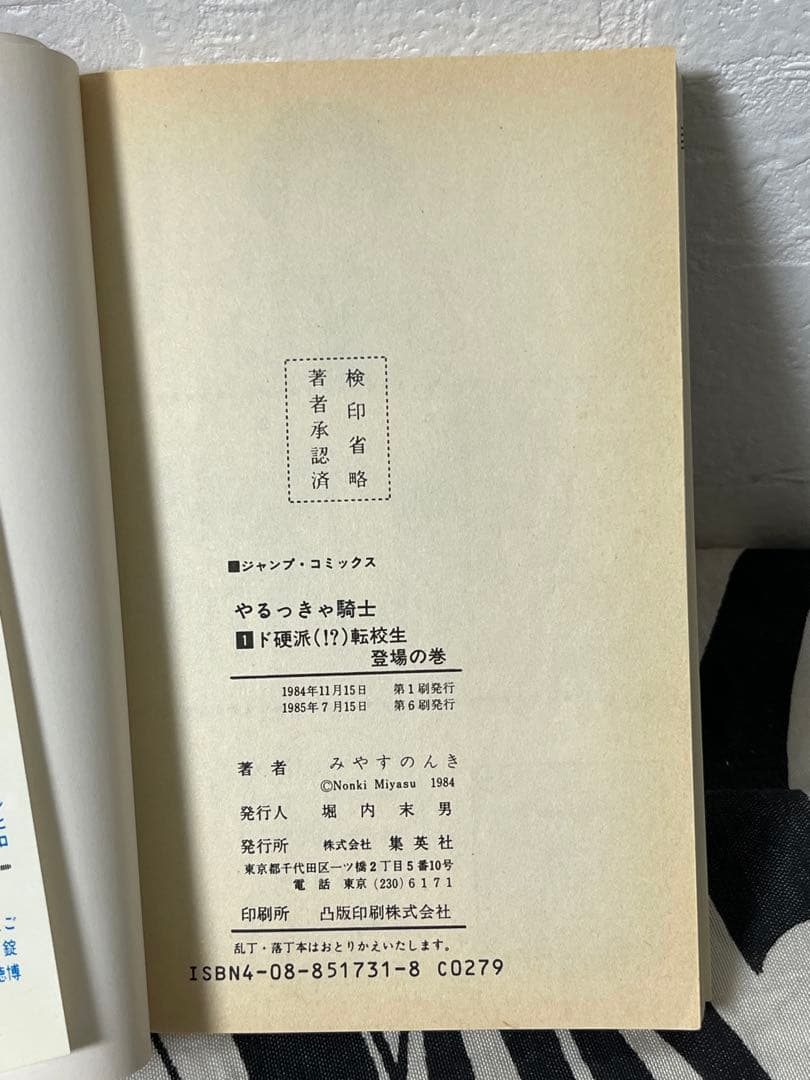 検印省略
著者承認済
■ジャンプ・コミックス
やるっきゃ騎士
1ド硬派(!?)転校生
登場の巻
1984年11月15日 第1刷発行
1985年7月15日 第6刷発行
著者 みやすのんき
©Nonki Miyasu 1984
発行人 堀内末男
発行所 株式会社 集英社
東京都千代田区一ツ橋2丁目5番10号
電話 東京(230)6171
印刷所 凸版印刷株式会社
乱丁・落丁本はおとりかえいたします。
ISBN4-08-851731-8 C0279
ご
錠
徳博